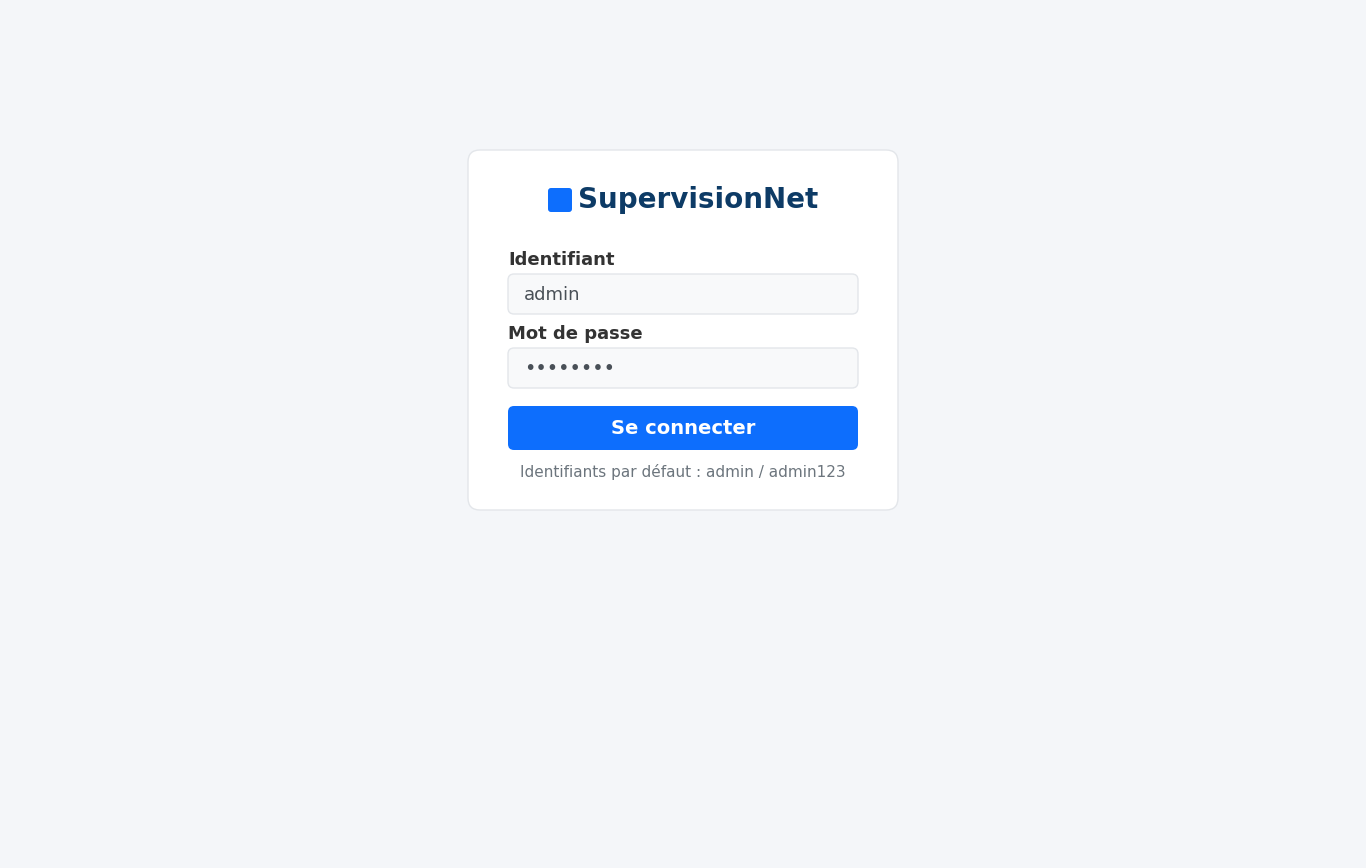 SupervisionNet
Identifiant
admin
Mot de passe
••••••••
Se connecter
Identifiants par défaut : admin / admin123